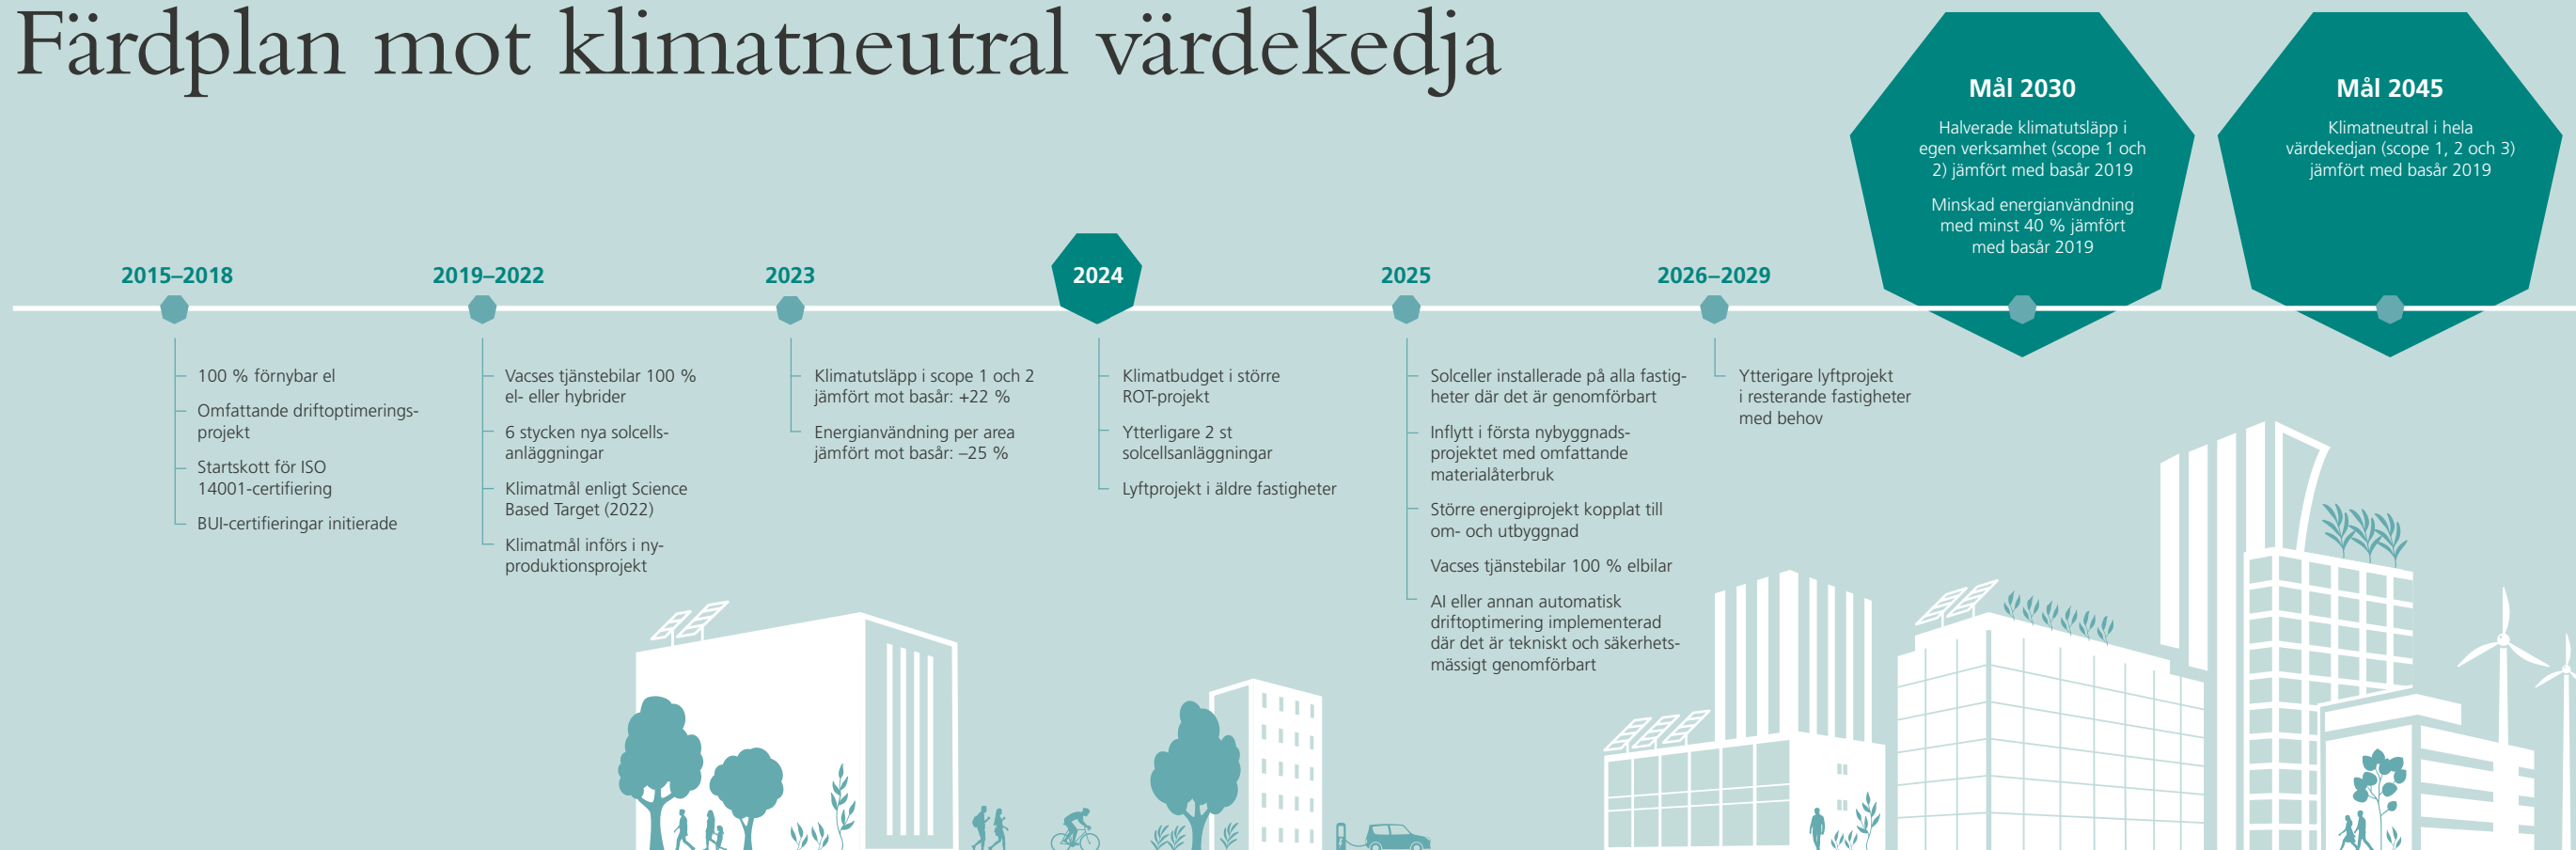 Färdplan mot klimatneutral värdekedja
2015–2018
100 % förnybar el
Omfattande driftoptimerings-
projekt
Startskott för ISO
14001-certifiering
BUI-certifieringar initierade
2019–2022
Vacses tjänstebilar 100 %
el- eller hybrider
6 stycken nya solcells-
anläggningar
Klimatmål enligt Science
Based Target (2022)
Klimatmål införs i ny-
produktionsprojekt
2023
Klimatutsläpp i scope 1 och 2
jämfört mot basår: +22 %
Energianvändning per area
jämfört mot basår: –25 %
2024
Klimatbudget i större
ROT-projekt
Ytterligare 2 st
solcellsanläggningar
Lyftprojekt i äldre fastigheter
2025
Solceller installerade på alla fastig-
heter där det är genomförbart
Inflytt i första nybyggnads-
projektet med omfattande
materialåterbruk
Större energiprojekt kopplat till
om- och utbyggnad
Vacses tjänstebilar 100 % elbilar
AI eller annan automatisk
driftoptimering implementerad
där det är tekniskt och säkerhets-
mässigt genomförbart
2026–2029
Ytterigare lyftprojekt
i resterande fastigheter
med behov
Mål 2030
Halverade klimatutsläpp i
egen verksamhet (scope 1 och
2) jämfört med basår 2019
Minskad energianvändning
med minst 40 % jämfört
med basår 2019
Mål 2045
Klimatneutral i hela
värdekedjan (scope 1, 2 och 3)
jämfört med basår 2019